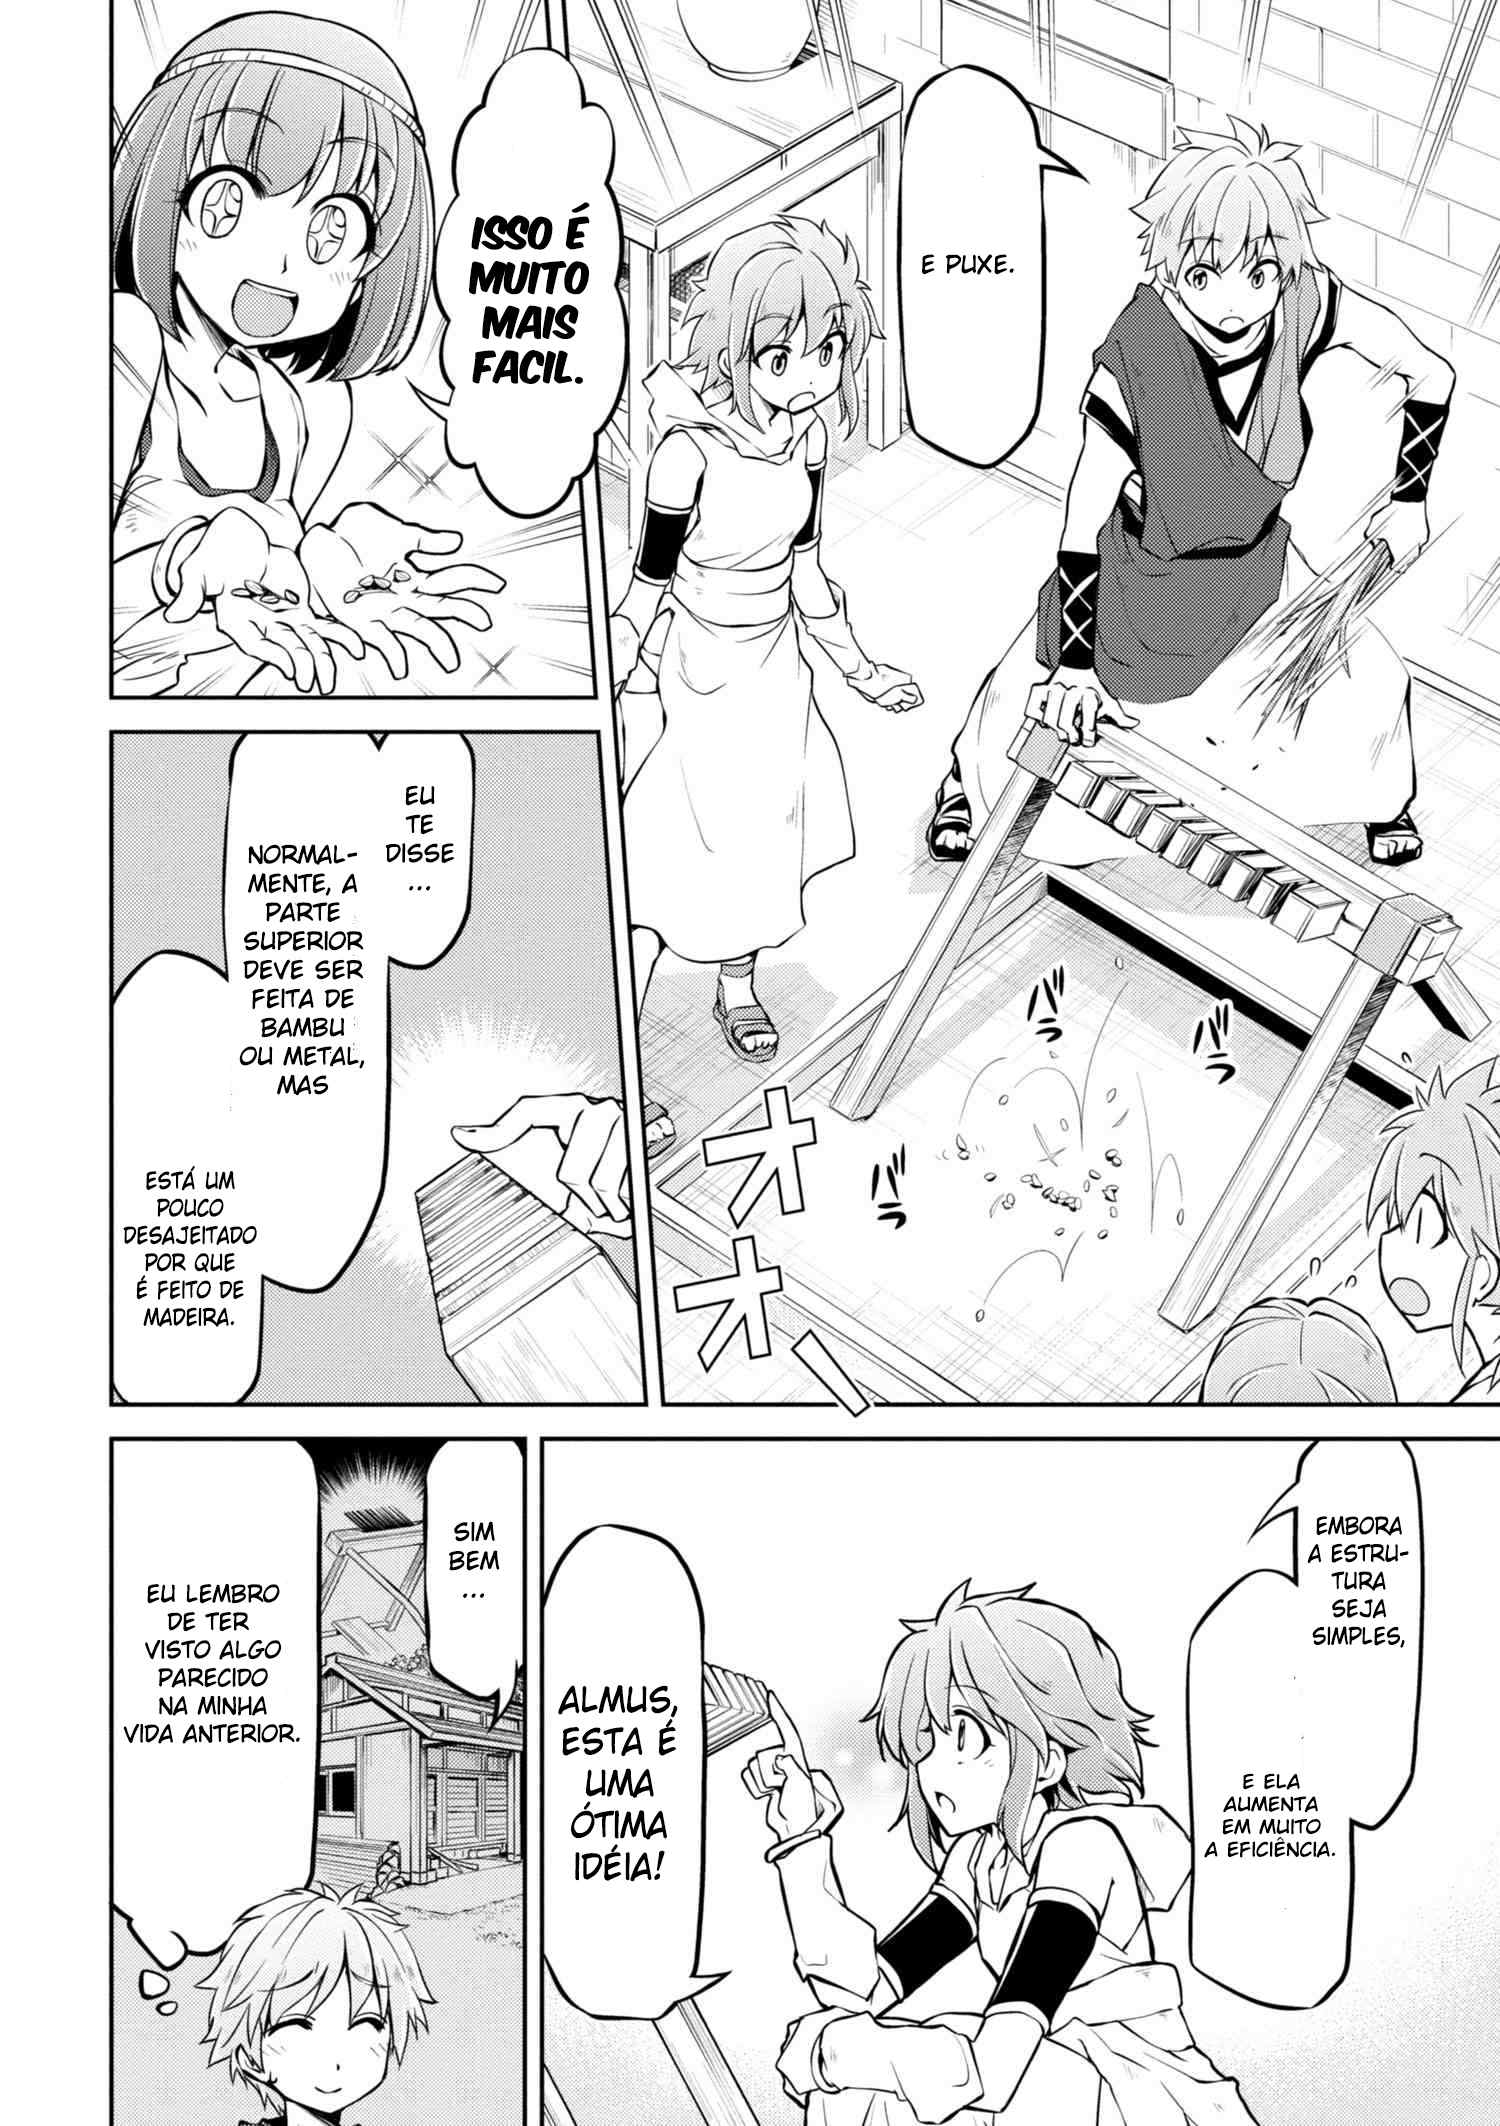 E PUXE.
オオオー
ISSO É
MUITO
MAIS
FACIL.
EU
TE
DISSE
...
NORMAL-
MENTE, A
PARTE
SUPERIOR
DEVE SER
FEITA DE
BAMBU
OU METAL,
MAS
ESTÁ UM
POUCO
DESAJEITADO
POR QUE
É FEITO DE
MADEIRA.
EMBORA
A ESTRU-
TURA
SEJA
SIMPLES,
E ELA
AUMENTA
EM MUITO
A EFICIÊNCIA.
ALMUS,
ESTA É
UMA
ÓTIMA
IDÉIA!
SIM
BEM
...
EU LEMBRO
DE TER
VISTO ALGO
PARECIDO
NA MINHA
VIDA ANTERIOR.